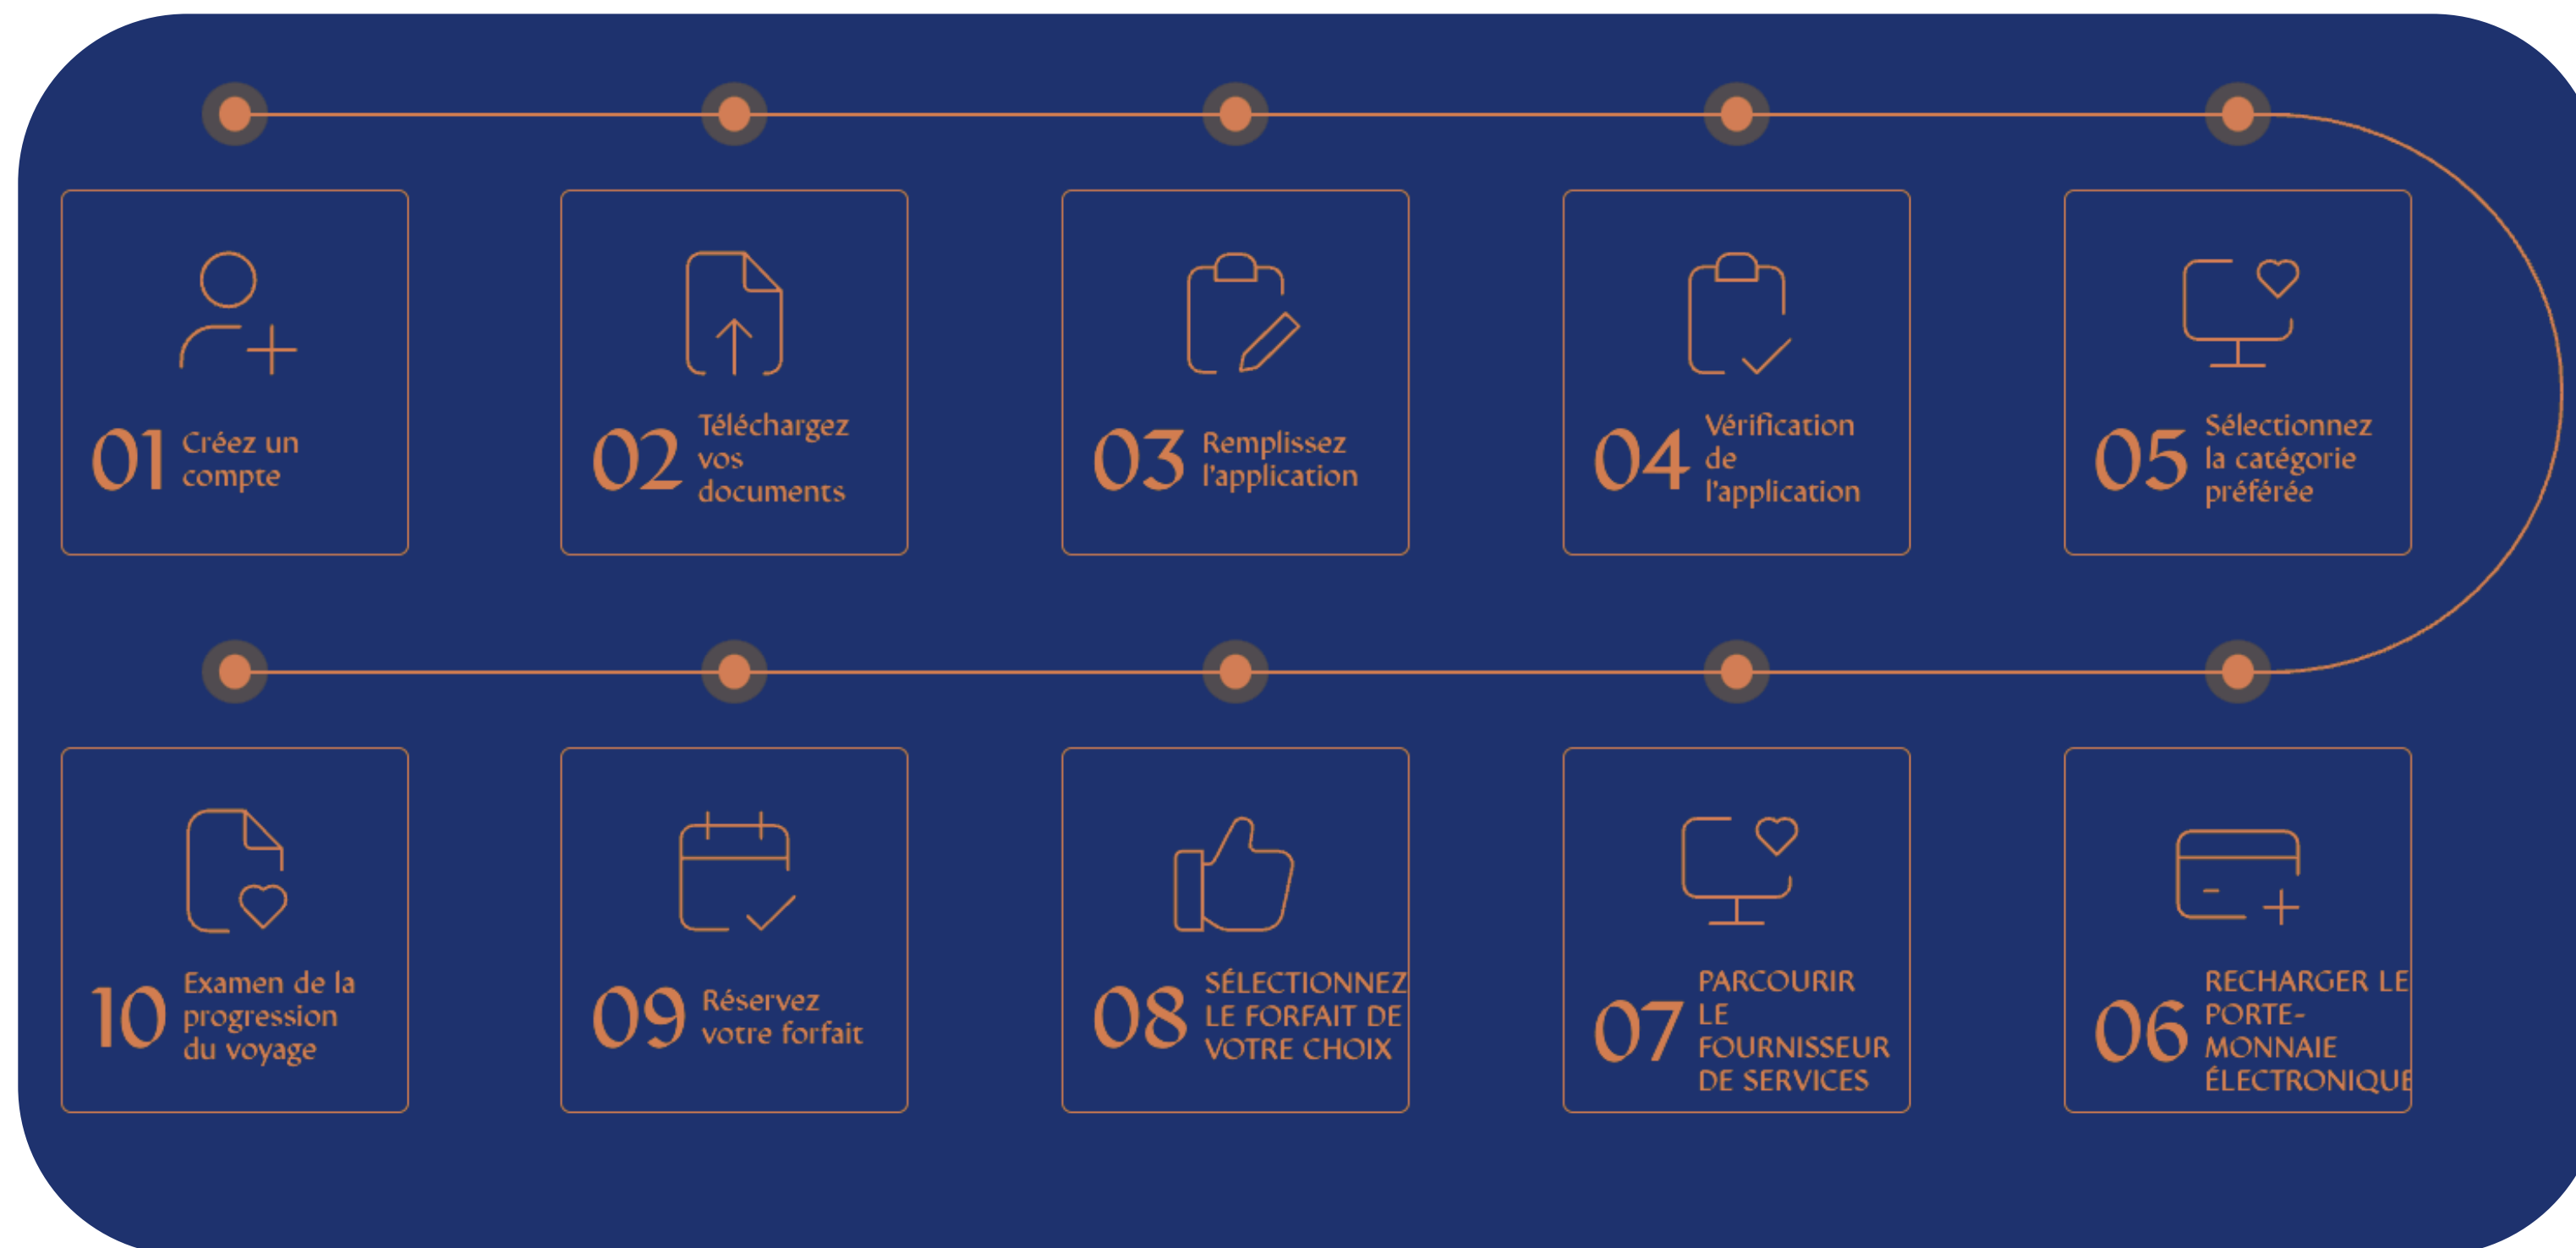 01
Créez un
compte
02
Téléchargez
vos
documents
03
Remplissez
l'application
04
Vérification
de
l'application
05
Sélectionnez
la catégorie
préférée
10
Examen de la
progression
du voyage
09
Réservez
votre forfait
08
SÉLECTIONNEZ
LE FORFAIT DE
VOTRE CHOIX
07
PARCOURIR
LE
FOURNISSEUR
DE SERVICES
06
RECHARGER LE
PORTE-
MONNAIE
ÉLECTRONIQUE